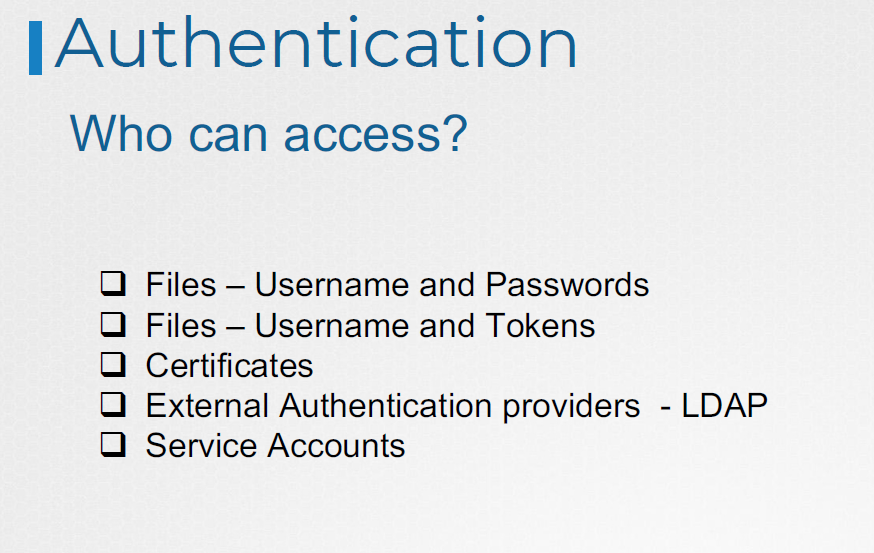 Authentication
Who can access?
❑ Files – Username and Passwords
❑ Files – Username and Tokens
❑ Certificates
❑ External Authentication providers - LDAP
❑ Service Accounts